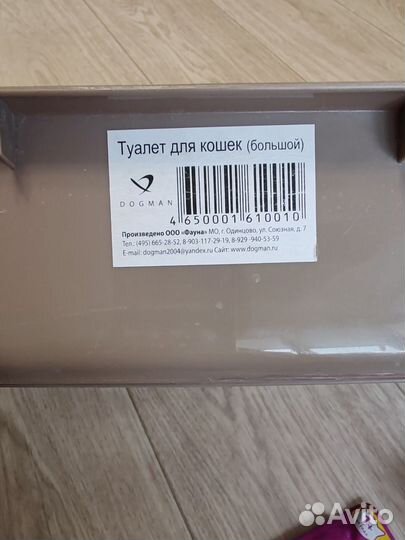 Туалет для кошек (большой)
DOGMAN
4 650001 610010
Произведено ООО «Фауна» МО, г. Одинцово, ул. Союзная, д. 7
Тел.: (495) 665-28-52, 8-903-117-29-19, 8-929 -940-53-59
E-mail: dogman2004@yandex.ru Сайт: www.dogman.ru
Avito